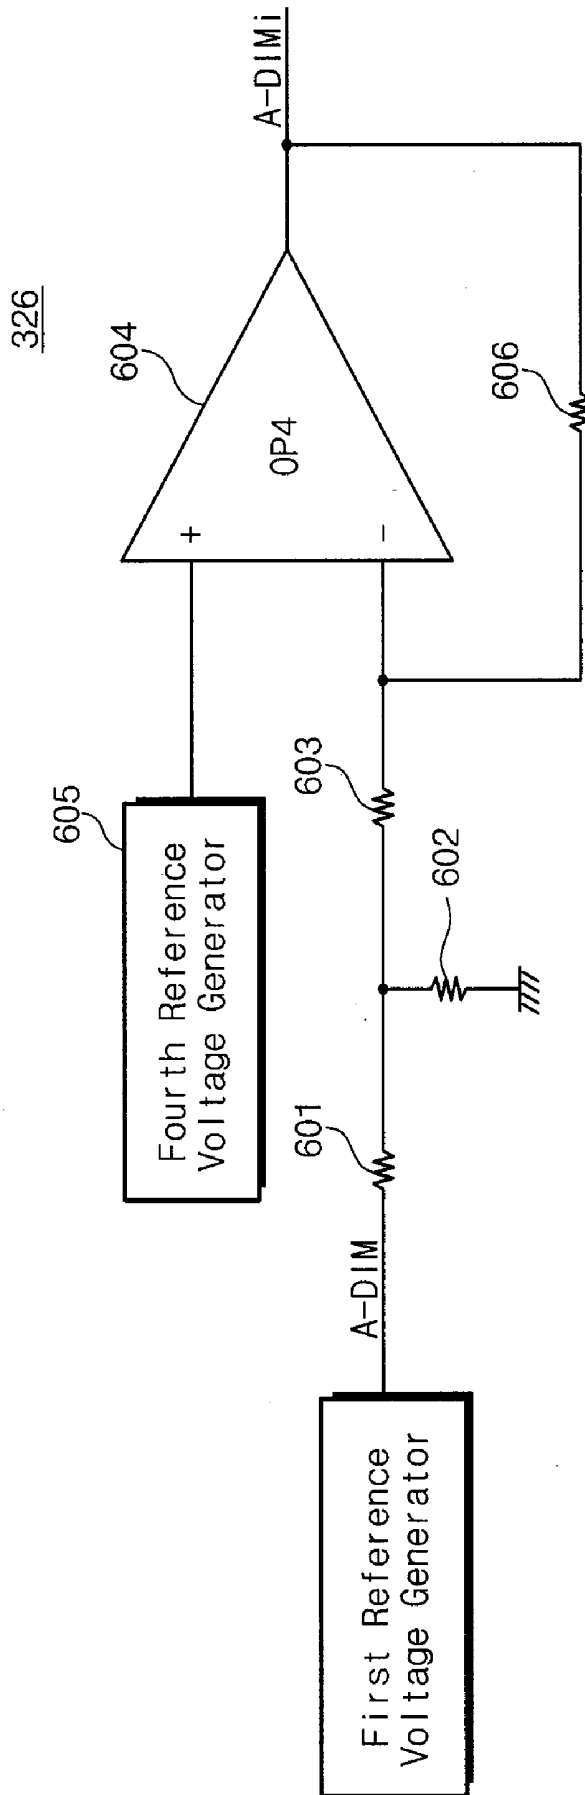 326
First Reference
Voltage Generator
A-DIM
601
602
603
Fourth Reference
Voltage Generator
605
+
−
OP4
604
606
A-DIMi